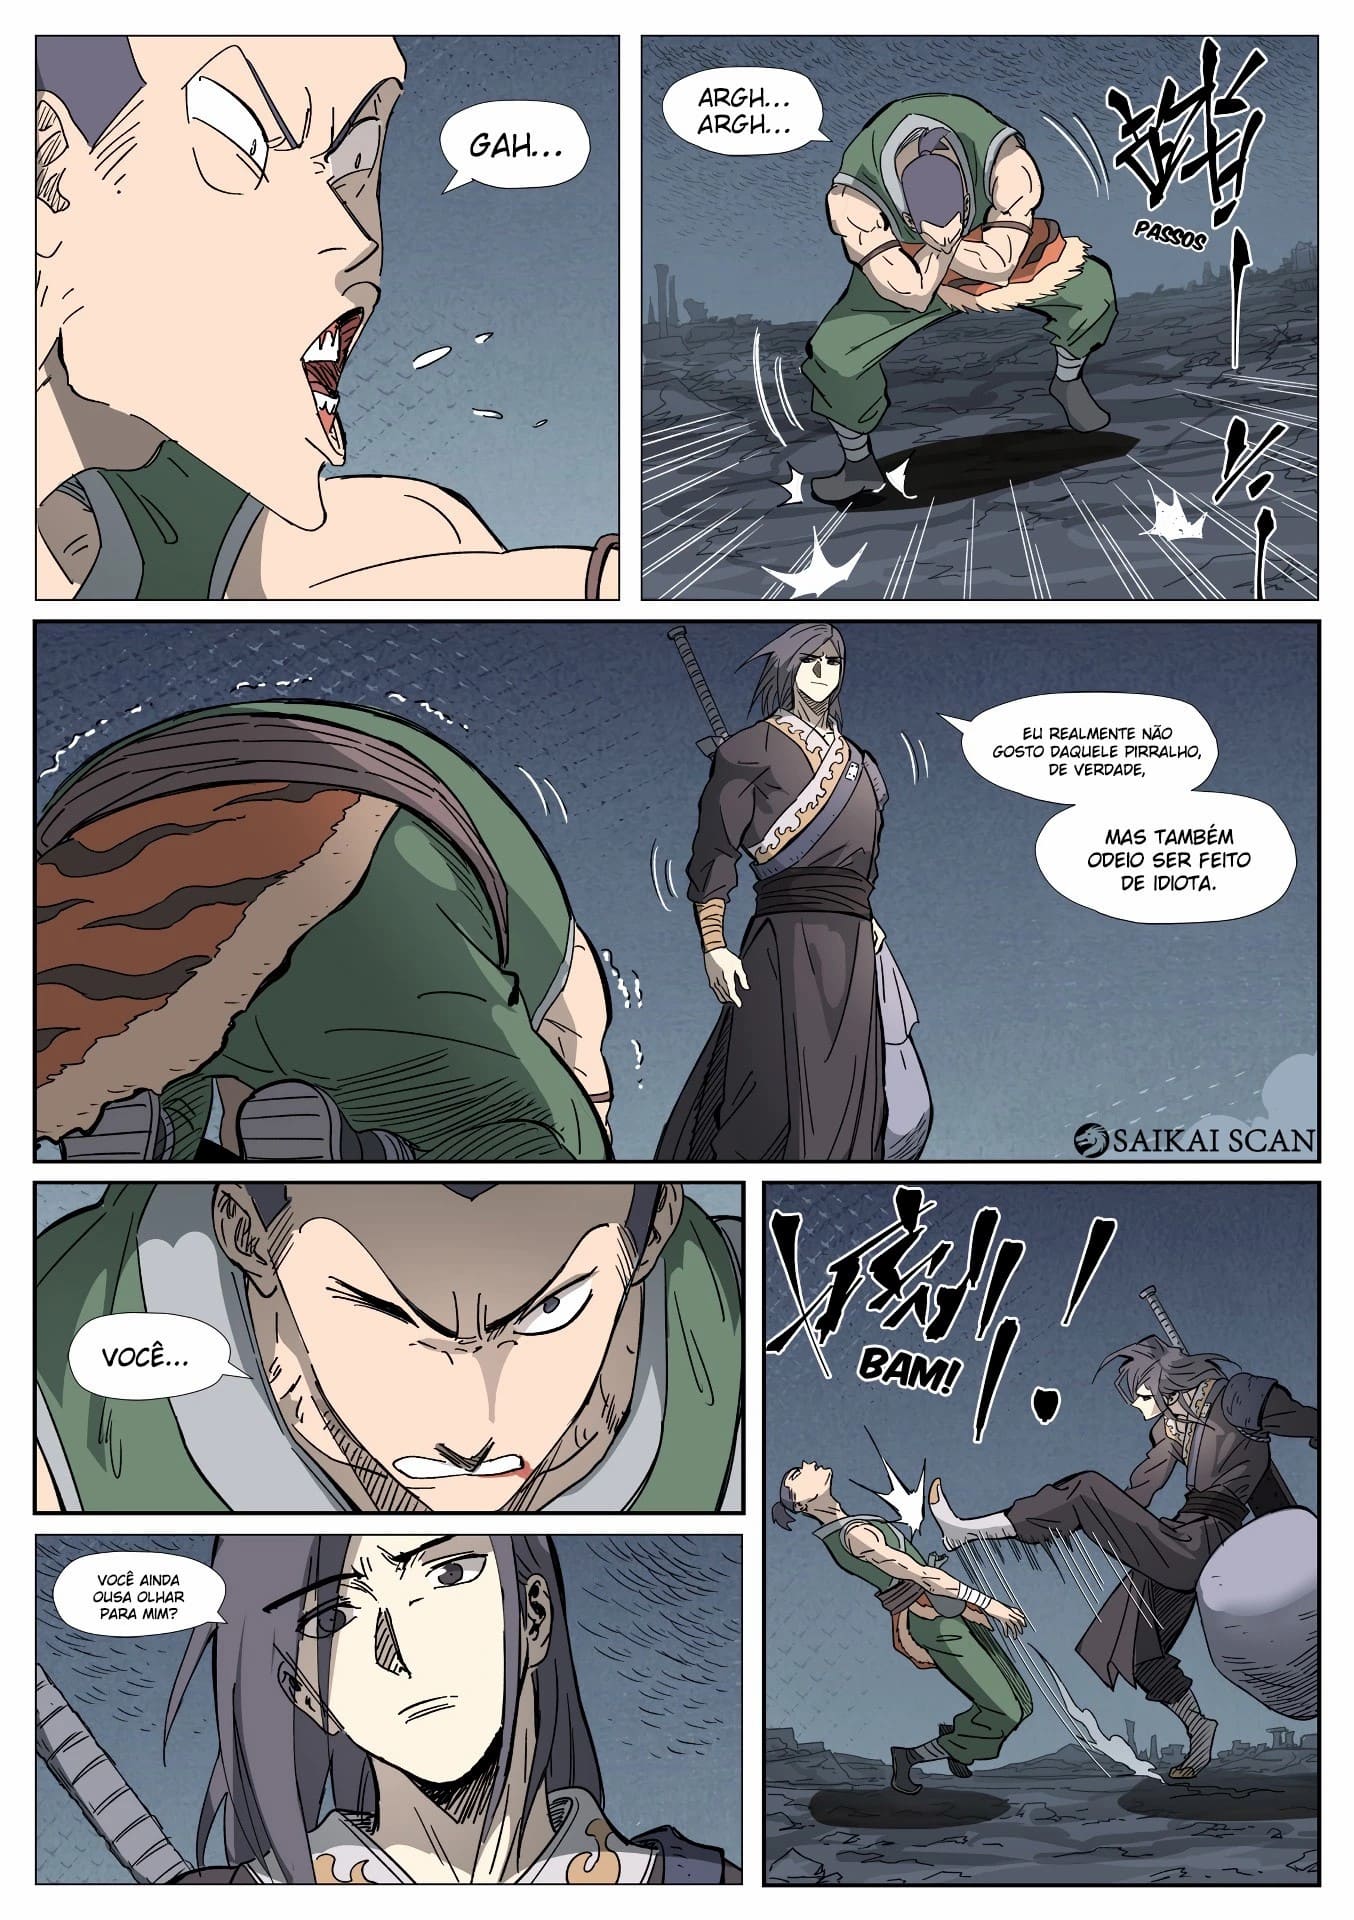 GAH...
ARGH...
ARGH...
PASSOS
EU REALMENTE NÃO
GOSTO DAQUELE PIRRALHO,
DE VERDADE,
MAS TAMBÉM
ODEIO SER FEITO
DE IDIOTA.
SAIKAI SCAN
VOCÊ...
BAM!
VOCÊ AINDA
OUSA OLHAR
PARA MIM?